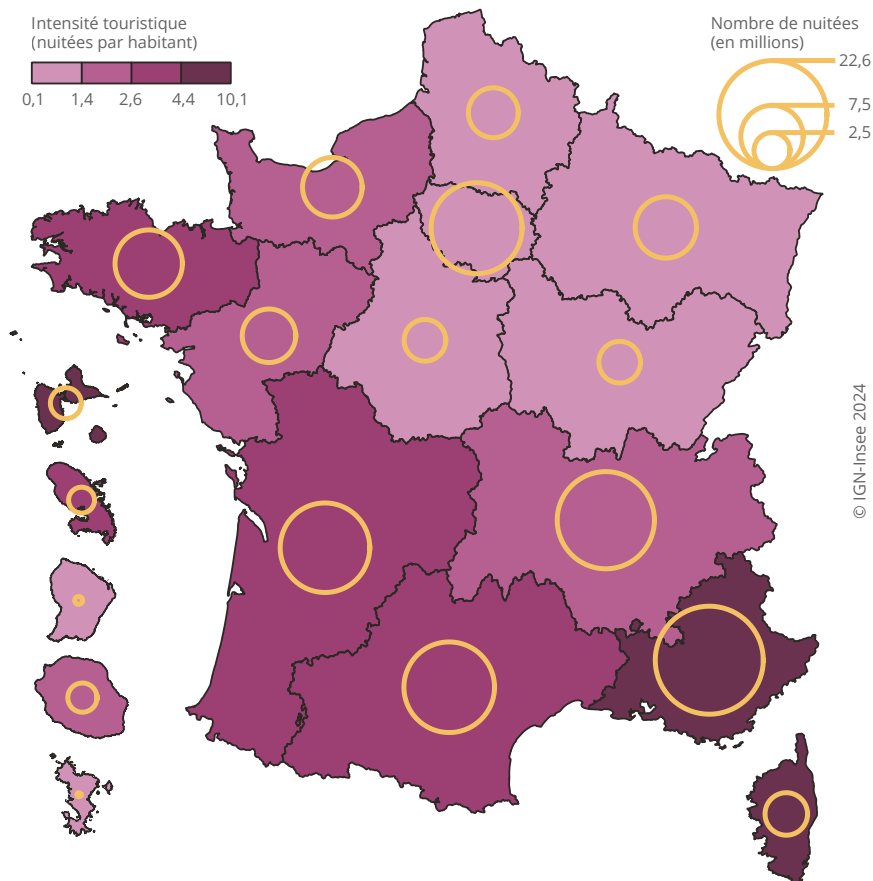 Intensité touristique
(nuitées par habitant)
0,1 1,4 2,6 4,4 10,1
Nombre de nuitées
(en millions)
22,6
7,5
2,5
© IGN-Insee 2024